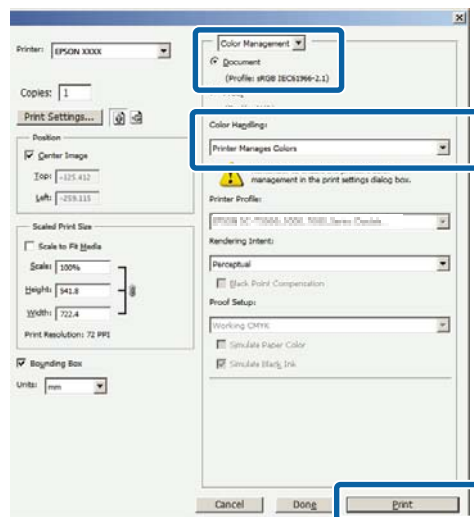 Printer: EPSON XXXX
Copies: 1
Print Settings...
Position
Center Image
Top: -125.412
Left: -259.115
Scaled Print Size
Scale to Fit Media
Scale: 100%
Height: 541.8
Width: 722.4
Print Resolution: 72 PPI
Bounding Box
Units: mm
Color Management
Document
(Profile: sRGB IEC61966-2.1)
Color Handling:
Printer Manages Colors
management in the print settings dialog box.
Printer Profile:
Rendering Intent:
Perceptual
Black Point Compensation
Proof Setup:
Working CMYK
Simulate Paper Color
Simulate Black Ink
Cancel
Done
Print